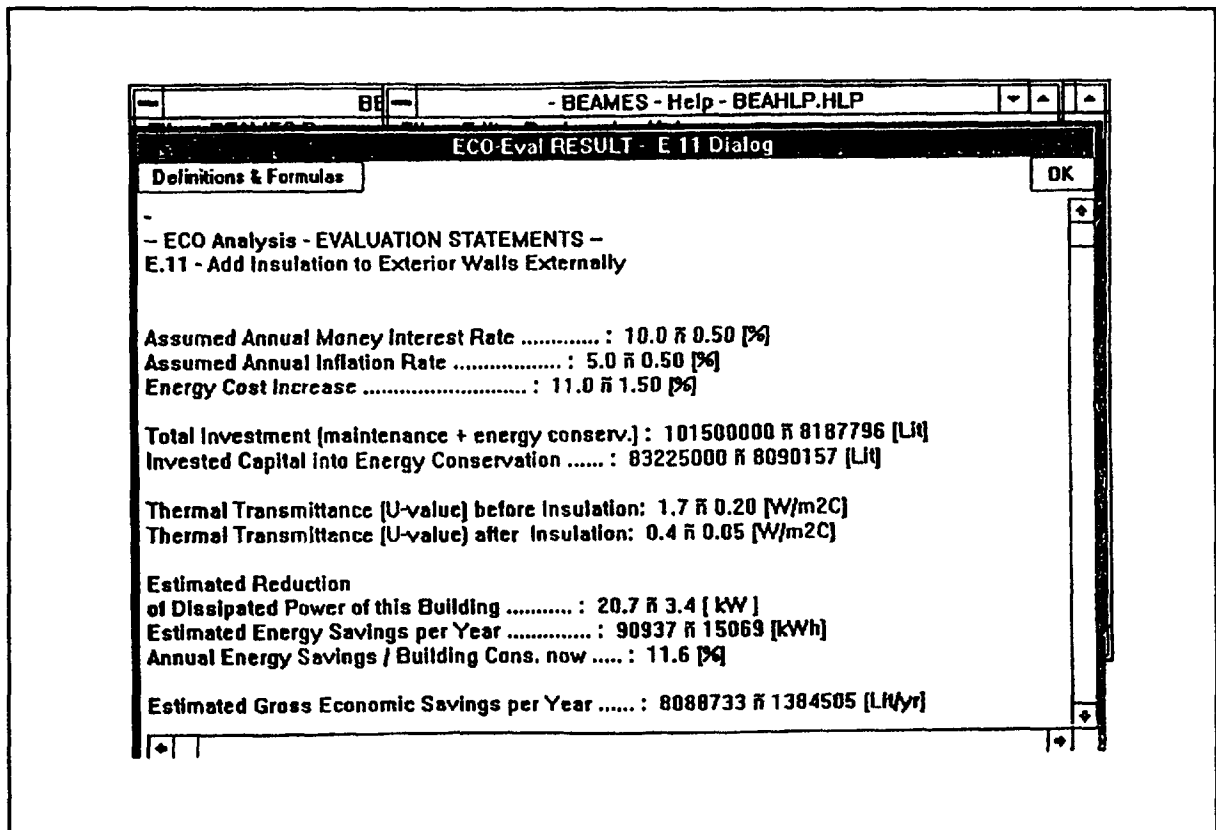 BE
- BEAMES - Help - BEAHLP.HLP
ECO-Eval RESULT - E 11 Dialog
Definitions & Formulas
OK
-
-- ECO Analysis - EVALUATION STATEMENTS --
E.11 - Add Insulation to Exterior Walls Externally
Assumed Annual Money Interest Rate ............. : 10.0 ñ 0.50 [%]
Assumed Annual Inflation Rate .................. : 5.0 ñ 0.50 [%]
Energy Cost Increase ........................... : 11.0 ñ 1.50 [%]
Total Investment (maintenance + energy conserv.) : 101500000 ñ 8187796 [Lit]
Invested Capital into Energy Conservation ...... : 83225000 ñ 8090157 [Lit]
Thermal Transmittance (U-value) before Insulation: 1.7 ñ 0.20 [W/m2C]
Thermal Transmittance (U-value) after Insulation: 0.4 ñ 0.05 [W/m2C]
Estimated Reduction
of Dissipated Power of this Building ........... : 20.7 ñ 3.4 [ kW ]
Estimated Energy Savings per Year .............. : 90937 ñ 15069 [kWh]
Annual Energy Savings / Building Cons. now ..... : 11.6 [%]
Estimated Gross Economic Savings per Year ...... : 8088733 ñ 1384505 [Lit/yr]